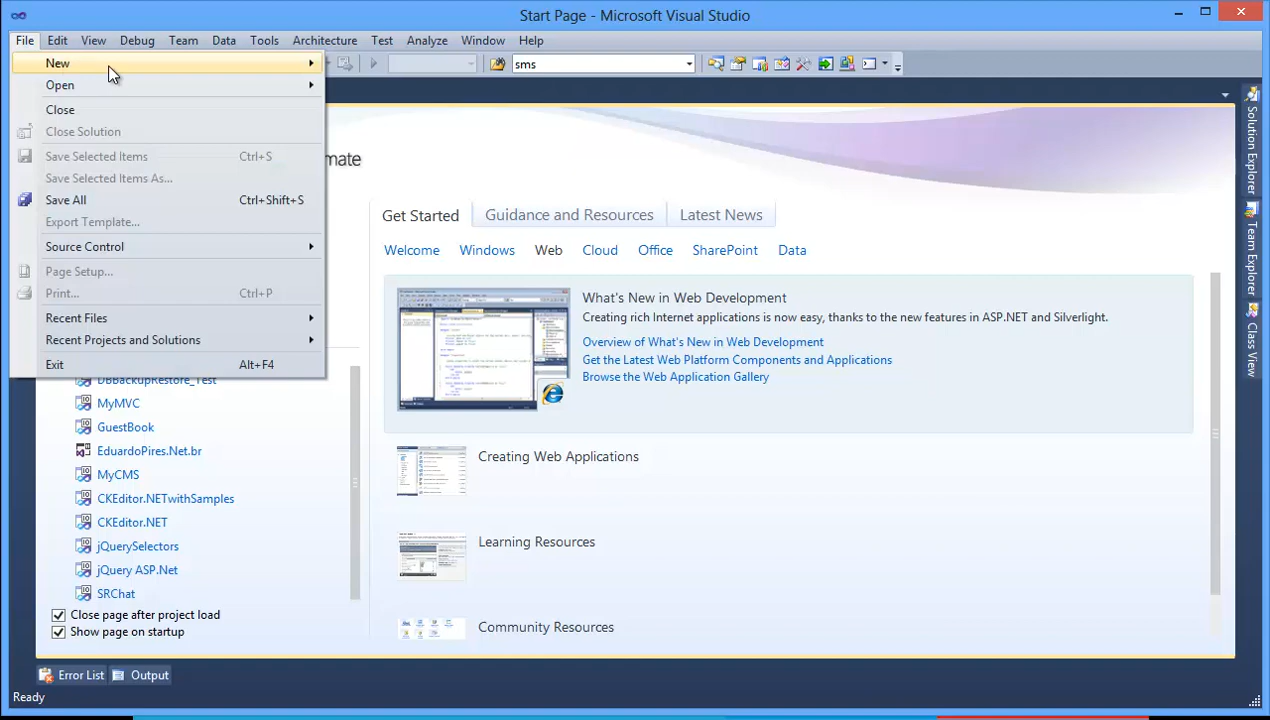 Start Page - Microsoft Visual Studio
File Edit View Debug Team Data Tools Architecture Test Analyze Window Help
sms
New
Open
Close
Close Solution
Save Selected Items Ctrl+S
Save Selected Items As...
Save All Ctrl+Shift+S
Export Template...
Source Control
Page Setup...
Print... Ctrl+P
Recent Files
Recent Projects and Solutions
Exit Alt+F4
mate
Get Started Guidance and Resources Latest News
Welcome Windows Web Cloud Office SharePoint Data
What's New in Web Development
Creating rich Internet applications is now easy, thanks to the new features in ASP.NET and Silverlight.
Overview of What's New in Web Development
Get the Latest Web Platform Components and Applications
Browse the Web Application Gallery
Creating Web Applications
Learning Resources
Community Resources
DbBackupRestore_Test
MyMVC
GuestBook
EduardoPires.Net.br
MyCMS
CKEditor.NETwithSamples
CKEditor.NET
jQuerySelectors
jQuery ASP.Net
SRChat
Close page after project load
Show page on startup
Solution Explorer
Team Explorer
Class View
Error List Output
Ready